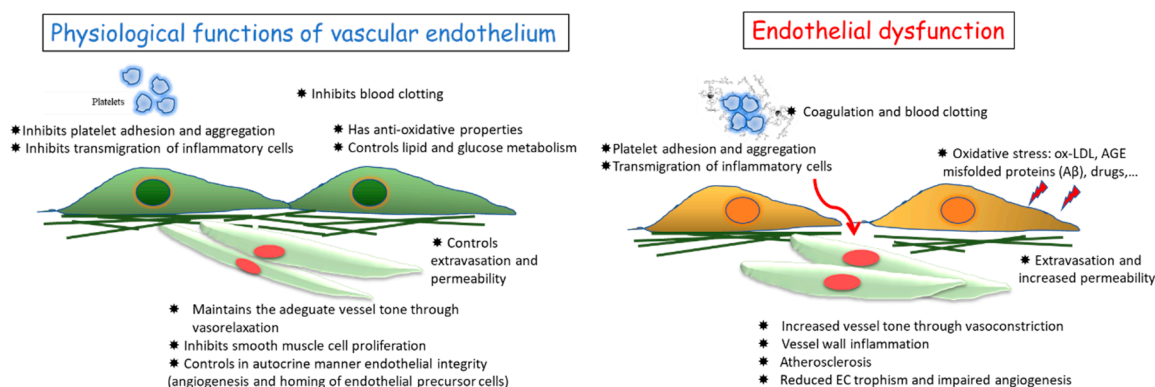 Physiological functions of vascular endothelium
Platelets
✷ Inhibits blood clotting
✷ Inhibits platelet adhesion and aggregation
✷ Inhibits transmigration of inflammatory cells
✷ Has anti-oxidative properties
✷ Controls lipid and glucose metabolism
✷ Controls
extravasation and
permeability
✷ Maintains the adequate vessel tone through
vasorelaxation
✷ Inhibits smooth muscle cell proliferation
✷ Controls in autocrine manner endothelial integrity
(angiogenesis and homing of endothelial precursor cells)
Endothelial dysfunction
✷ Coagulation and blood clotting
✷ Platelet adhesion and aggregation
✷ Transmigration of inflammatory cells
✷ Oxidative stress: ox-LDL, AGE
misfolded proteins (Aβ), drugs,...
✷ Extravasation and
increased permeability
✷ Increased vessel tone through vasoconstriction
✷ Vessel wall inflammation
✷ Atherosclerosis
✷ Reduced EC trophism and impaired angiogenesis